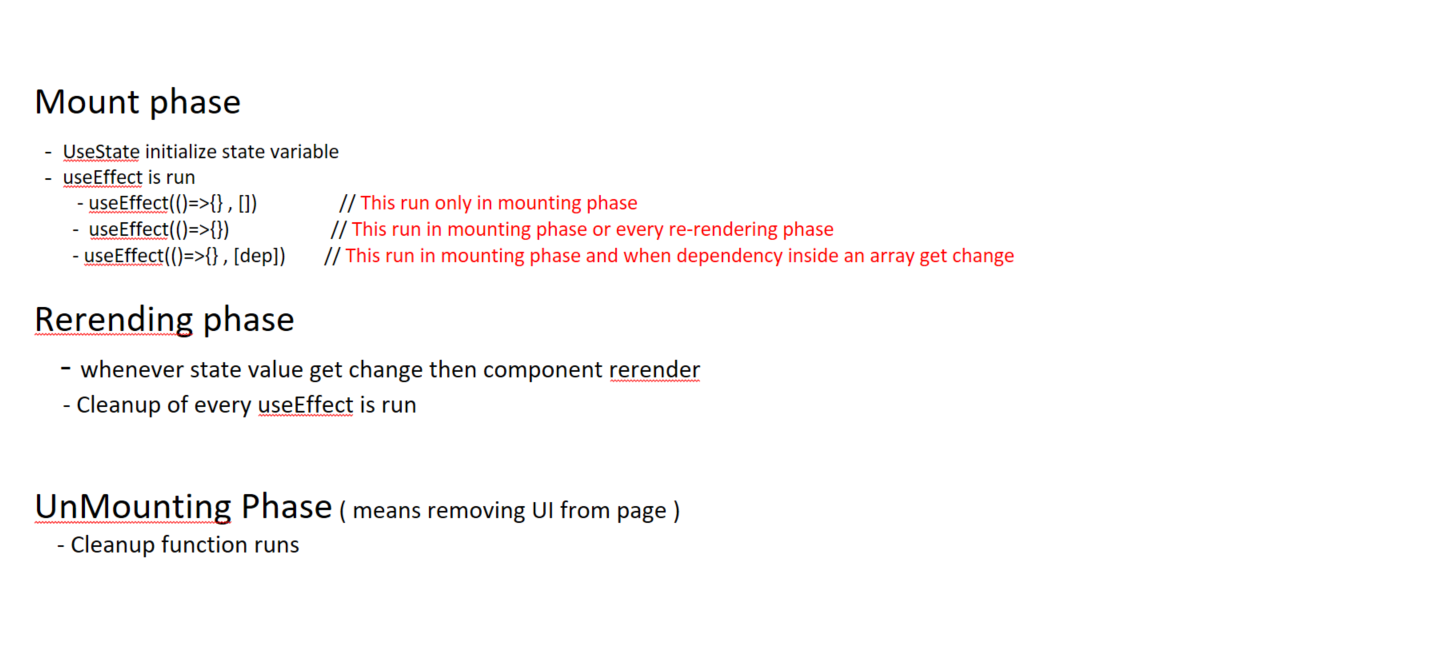 Mount phase
- UseState initialize state variable
- useEffect is run
- useEffect(()=>{} , []) // This run only in mounting phase
- useEffect(()=>{}) // This run in mounting phase or every re-rendering phase
- useEffect(()=>{} , [dep]) // This run in mounting phase and when dependency inside an array get change
Rerending phase
- whenever state value get change then component rerender
- Cleanup of every useEffect is run
UnMounting Phase ( means removing UI from page )
- Cleanup function runs